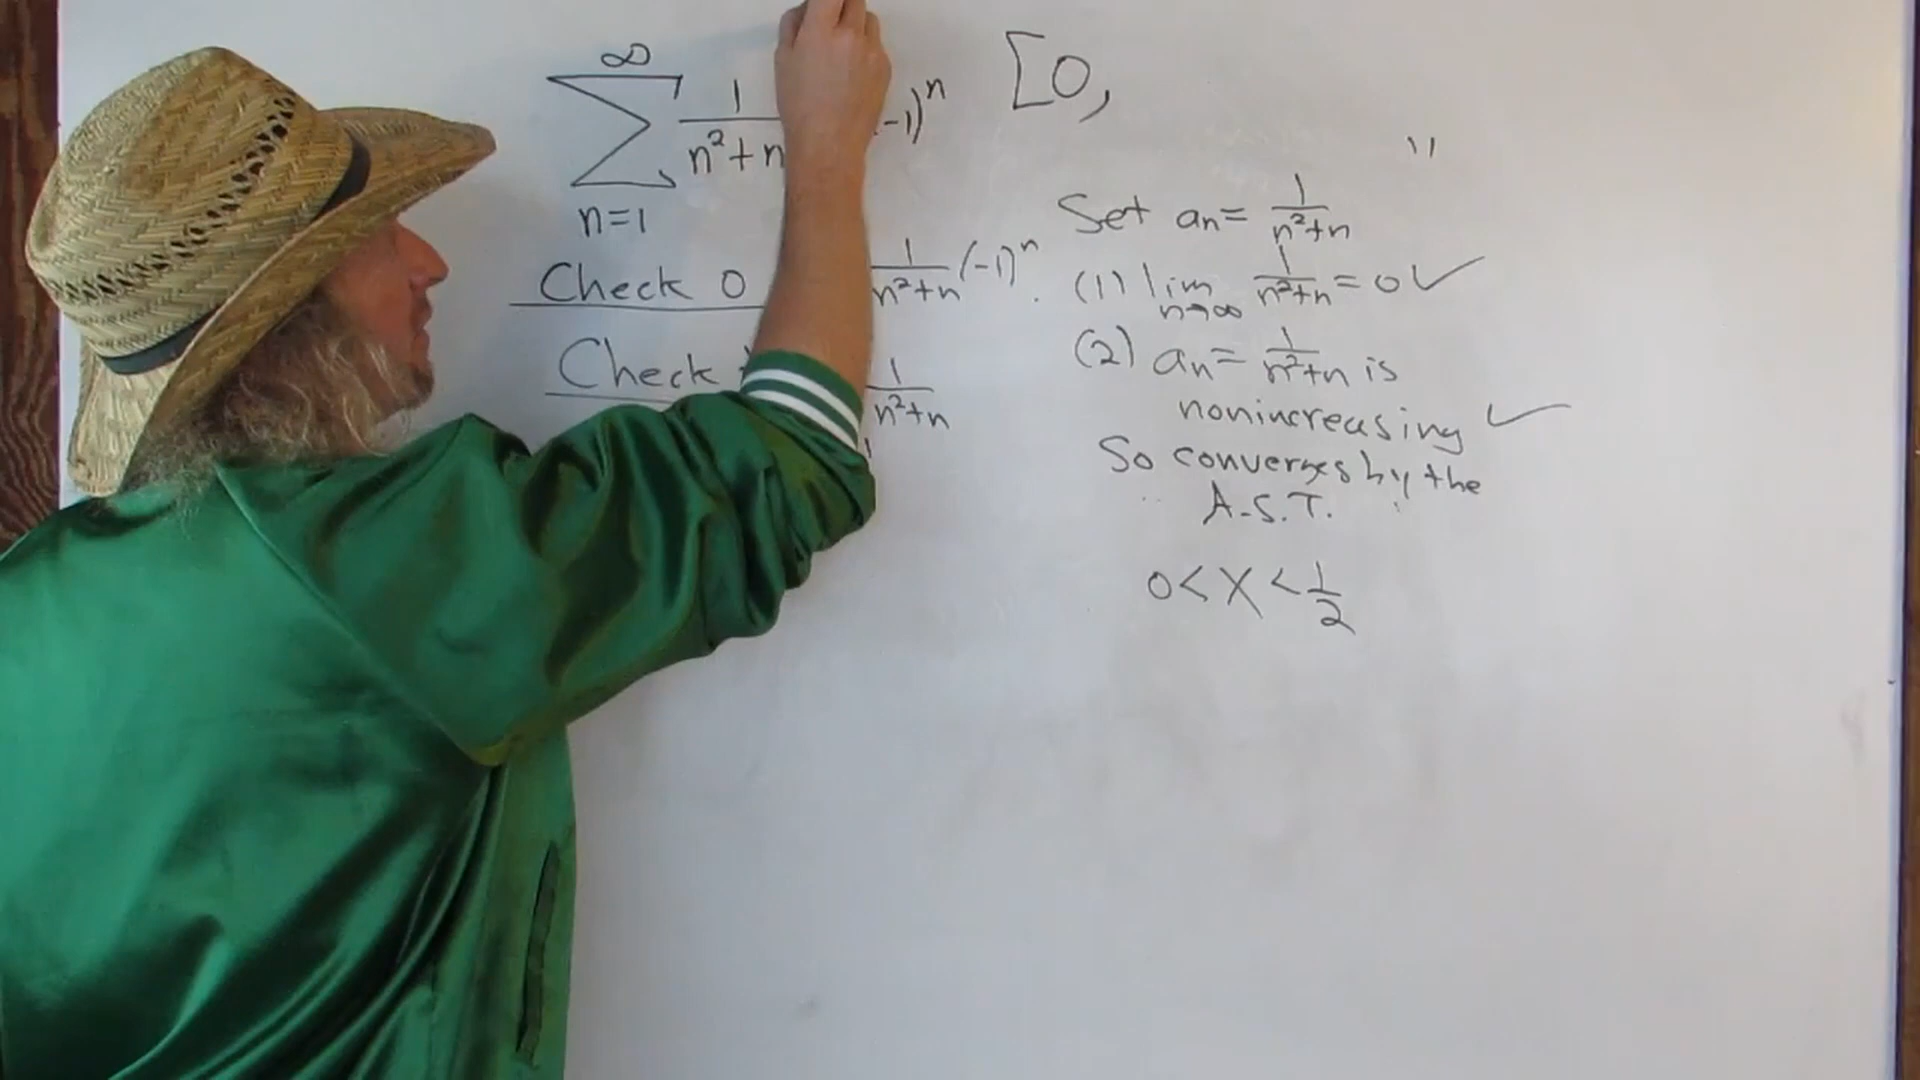 ∞
Σ 1/(n²+n) -1)ⁿ [0,
n=1
Check 0 1/(n²+n) (-1)ⁿ.
Check 1/(n²+n)
Set an = 1/(n²+n)
(1) lim n→∞ 1/(n²+n) = 0 ✓
(2) an = 1/(n²+n) is
nonincreasing ✓
So converges by the
A.S.T.
0 < X < 1/2